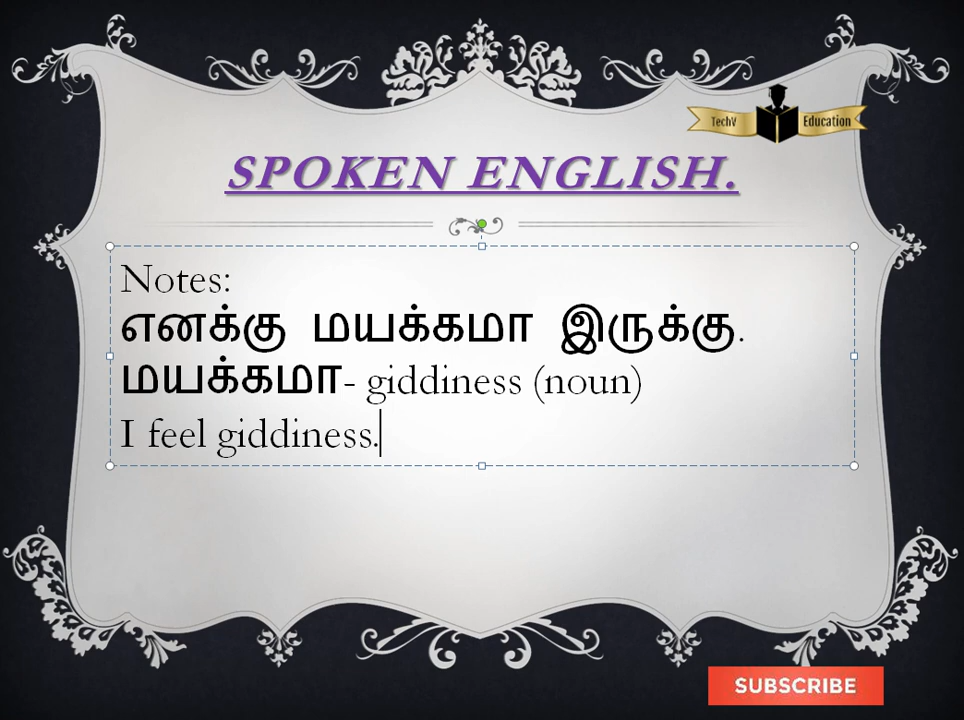 TechV Education
SPOKEN ENGLISH.
Notes:
எனக்கு மயக்கமா இருக்கு.
மயக்கமா- giddiness (noun)
I feel giddiness.
SUBSCRIBE